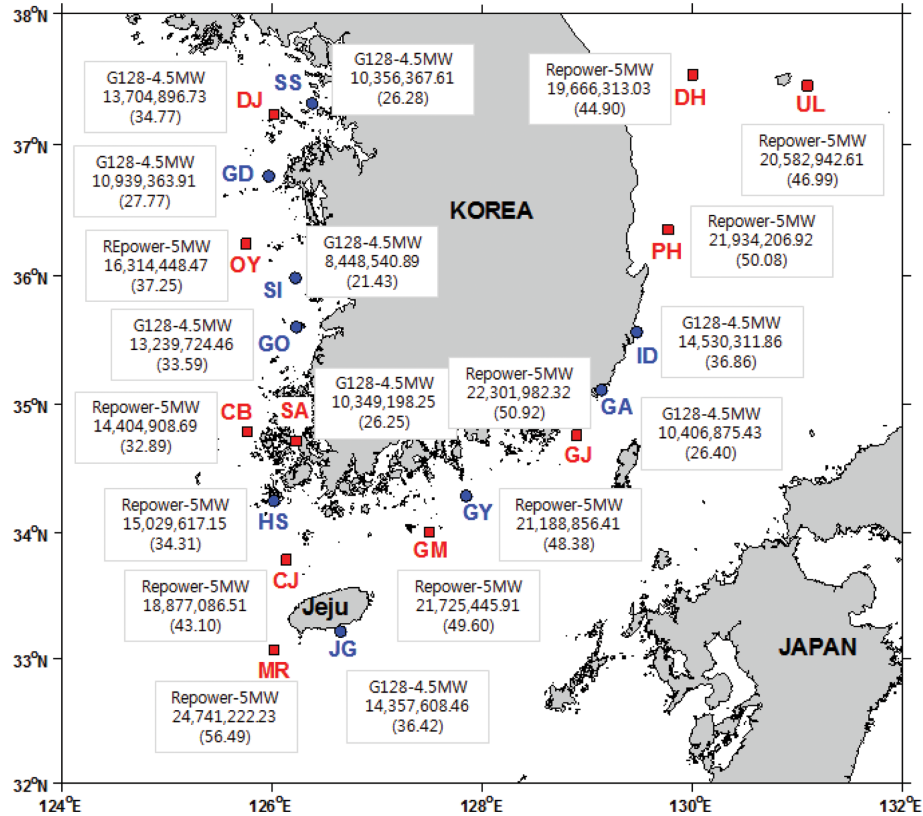 38°N
37°N
36°N
35°N
34°N
33°N
32°N
124°E
126°E
128°E
130°E
132°E
G128-4.5MW
13,704,896.73
(34.77)
DJ
SS
G128-4.5MW
10,356,367.61
(26.28)
Repower-5MW
19,666,313.03
(44.90)
DH
UL
Repower-5MW
20,582,942.61
(46.99)
G128-4.5MW
10,939,363.91
(27.77)
GD
KOREA
Repower-5MW
21,934,206.92
(50.08)
PH
REpower-5MW
16,314,448.47
(37.25)
OY
G128-4.5MW
8,448,540.89
(21.43)
SI
G128-4.5MW
13,239,724.46
(33.59)
GO
G128-4.5MW
14,530,311.86
(36.86)
ID
Repower-5MW
14,404,908.69
(32.89)
CB
SA
G128-4.5MW
10,349,198.25
(26.25)
Repower-5MW
22,301,982.32
(50.92)
GA
GJ
G128-4.5MW
10,406,875.43
(26.40)
Repower-5MW
15,029,617.15
(34.31)
HS
GY
Repower-5MW
21,188,856.41
(48.38)
GM
CJ
Repower-5MW
18,877,086.51
(43.10)
Jeju
Repower-5MW
21,725,445.91
(49.60)
JG
JAPAN
MR
Repower-5MW
24,741,222.23
(56.49)
G128-4.5MW
14,357,608.46
(36.42)